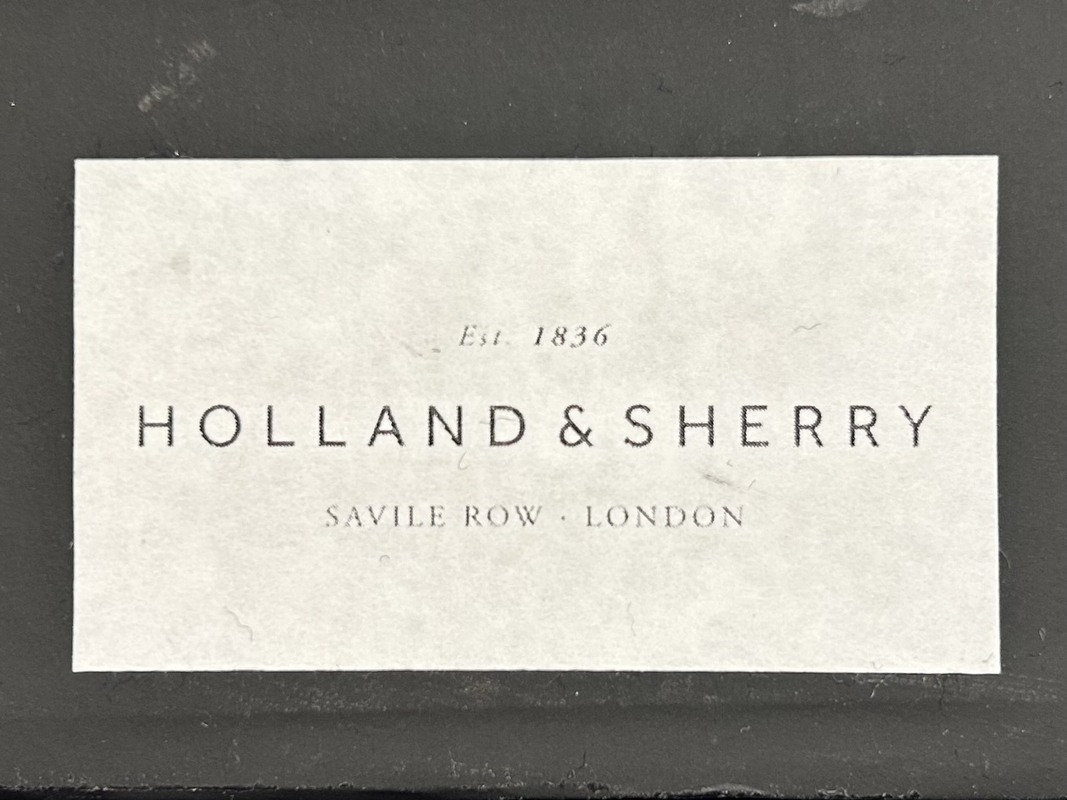 Est. 1836
HOLLAND & SHERRY
SAVILE ROW · LONDON